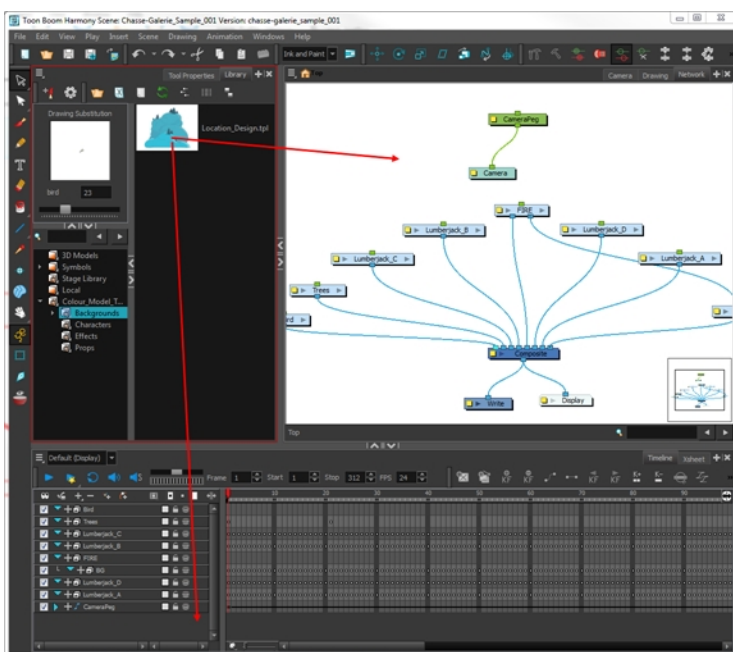 Toon Boom Harmony Scene: Chasse-Galerie_Sample_001 Version: chasse-galerie_sample_001
File Edit View Play Insert Scene Drawing Animation Windows Help
Ink and Paint
Tool Properties Library
Top
Camera Drawing Network
Drawing Substitution
bird 23
Location_Design.tpl
3D Models
Symbols
Stage Library
Local
Colour_Model_T...
Backgrounds
Characters
Effects
Props
CameraPeg
Camera
FIRE
Lumberjack_B
Lumberjack_D
Lumberjack_C
Lumberjack_A
Trees
rd
Composite
Write
Display
Top
Default (Display)
Timeline Xsheet
Frame 1 Start 1 Stop 312 FPS 24
10 20 30 40 50 60 70 80 90
Bird
Trees
Lumberjack_C
Lumberjack_B
FIRE
BG
Lumberjack_D
Lumberjack_A
CameraPeg